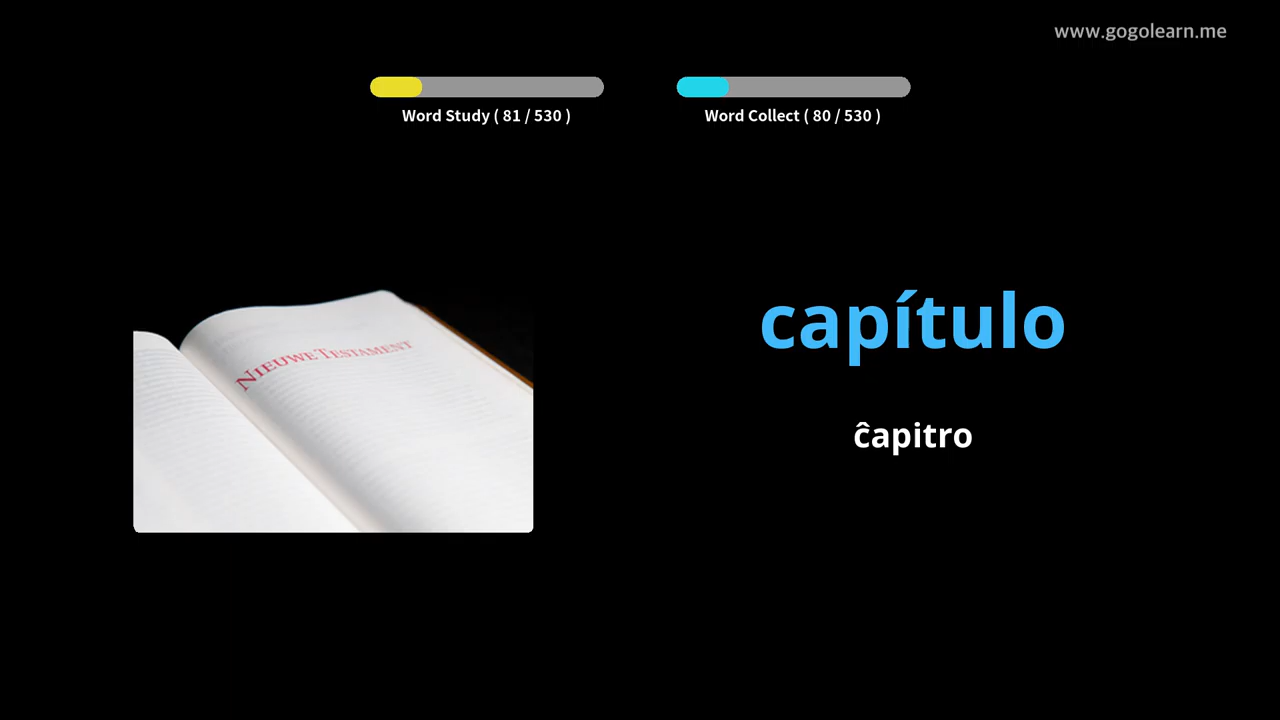 www.gogolearn.me
Word Study ( 81 / 530 )
Word Collect ( 80 / 530 )
NIEUWE TESTAMENT
capítulo
ĉapitro